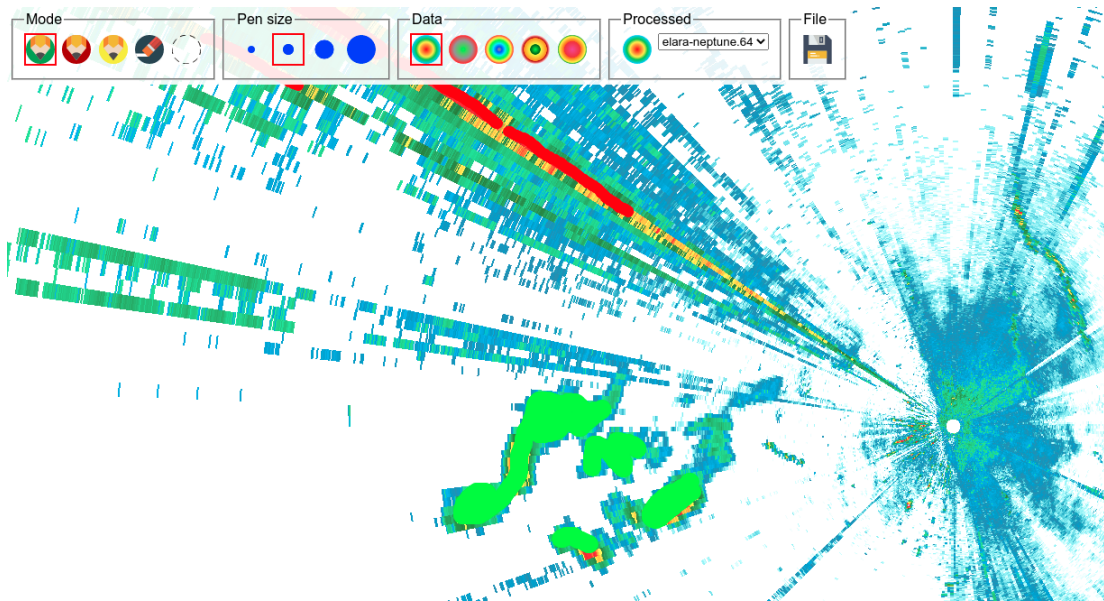 Mode
Pen size
Data
Processed
File
elara-neptune.64